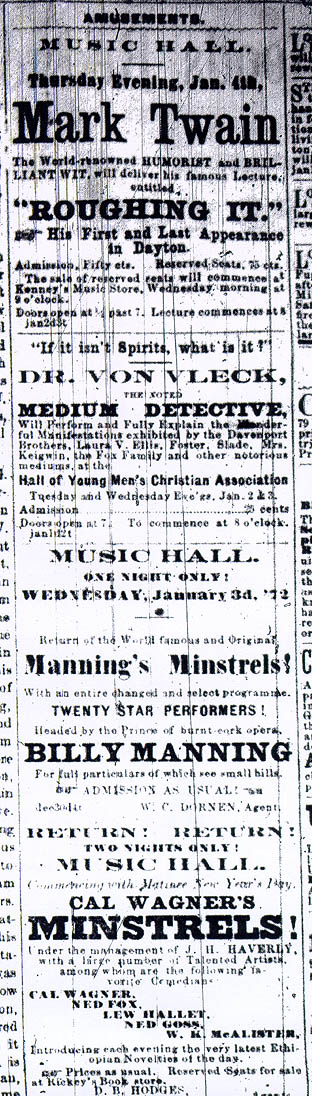 AMUSEMENTS.
MUSIC HALL.
Thursday Evening, Jan. 4th,
Mark Twain
The World-renowned HUMORIST and BRIL-
LIANT WIT, will deliver his famous Lecture,
entitled
"ROUGHING IT."
His First and Last Appearance
in Dayton.
Admission, Fifty cts. Reserved Seats, 75 cts.
The sale of reserved seats will commence at
Kenney's Music Store, Wednesday morning at
9 o'clock.
Doors open at ½ past 7. Lecture commences at 8
jan2d3t
"If it isn't Spirits, what is it?"
DR. VON VLECK,
THE NOTED
MEDIUM DETECTIVE,
Will Perform and Fully Explain the Wonder-
ful Manifestations exhibited by the Davenport
Brothers, Laura V. Ellis, Foster, Slade, Mrs.
Keigwin, the Fox Family and other notorious
mediums, at the
Hall of Young Men's Christian Association
Tuesday and Wednesday Eve'gs, Jan. 2 & 3.
Admission 25 cents
Doors open at 7. To commence at 8 o'clock.
jan1d2t
MUSIC HALL.
ONE NIGHT ONLY!
WEDNESDAY, January 3d, '72
Return of the World famous and Original
Manning's Minstrels!
With an entire changed and select programme.
TWENTY STAR PERFORMERS!
Headed by the Prince of burnt-cork opera,
BILLY MANNING
For full particulars of which see small bills.
ADMISSION AS USUAL!
dec30d4t W. C. DORNEN, Agent.
RETURN! RETURN!
TWO NIGHTS ONLY!
MUSIC HALL.
Commencing with Matinee New Year's Day.
CAL WAGNER'S
MINSTRELS!
Under the management of J. H. HAVERLY,
with a large number of Talented Artists,
among whom are the following fa-
vorite Comedians
CAL WAGNER,
NED FOX,
LEW HALLET,
NED GOSS,
W. K. McALISTER,
Introducing each evening the very latest Ethi-
opian Novelties of the day.
Prices as usual. Reserved Seats for sale
at Rickey's Book store.
D. B. HODGES,